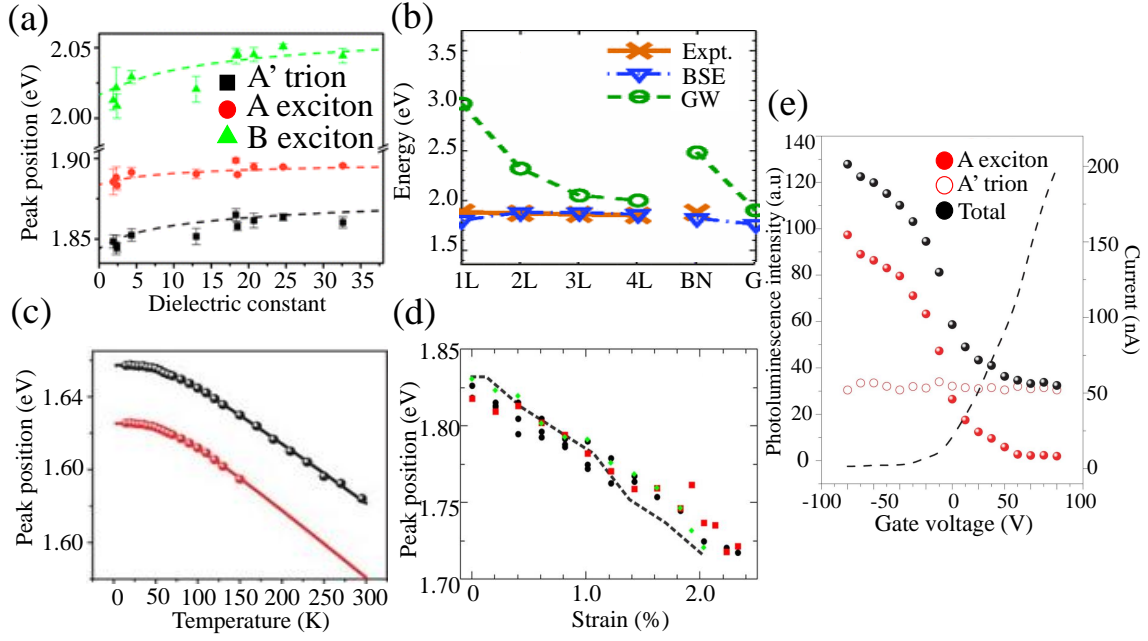 (a)
2.05
2.00
1.90
1.85
Peak position (eV)
A' trion
A exciton
B exciton
0 5 10 15 20 25 30 35
Dielectric constant
(b)
3.5
3.0
2.5
2.0
1.5
Energy (eV)
Expt.
BSE
GW
1L 2L 3L 4L BN G
(c)
1.64
1.60
1.60
Peak position (eV)
0 50 100 150 200 250 300
Temperature (K)
(d)
1.85
1.80
1.75
1.70
Peak position (eV)
0 1.0 2.0
Strain (%)
(e)
140
120
100
80
60
40
20
0
Photoluminescence intensity (a.u)
A exciton
A' trion
Total
200
150
100
50
0
Current (nA)
-100 -50 0 50 100
Gate voltage (V)